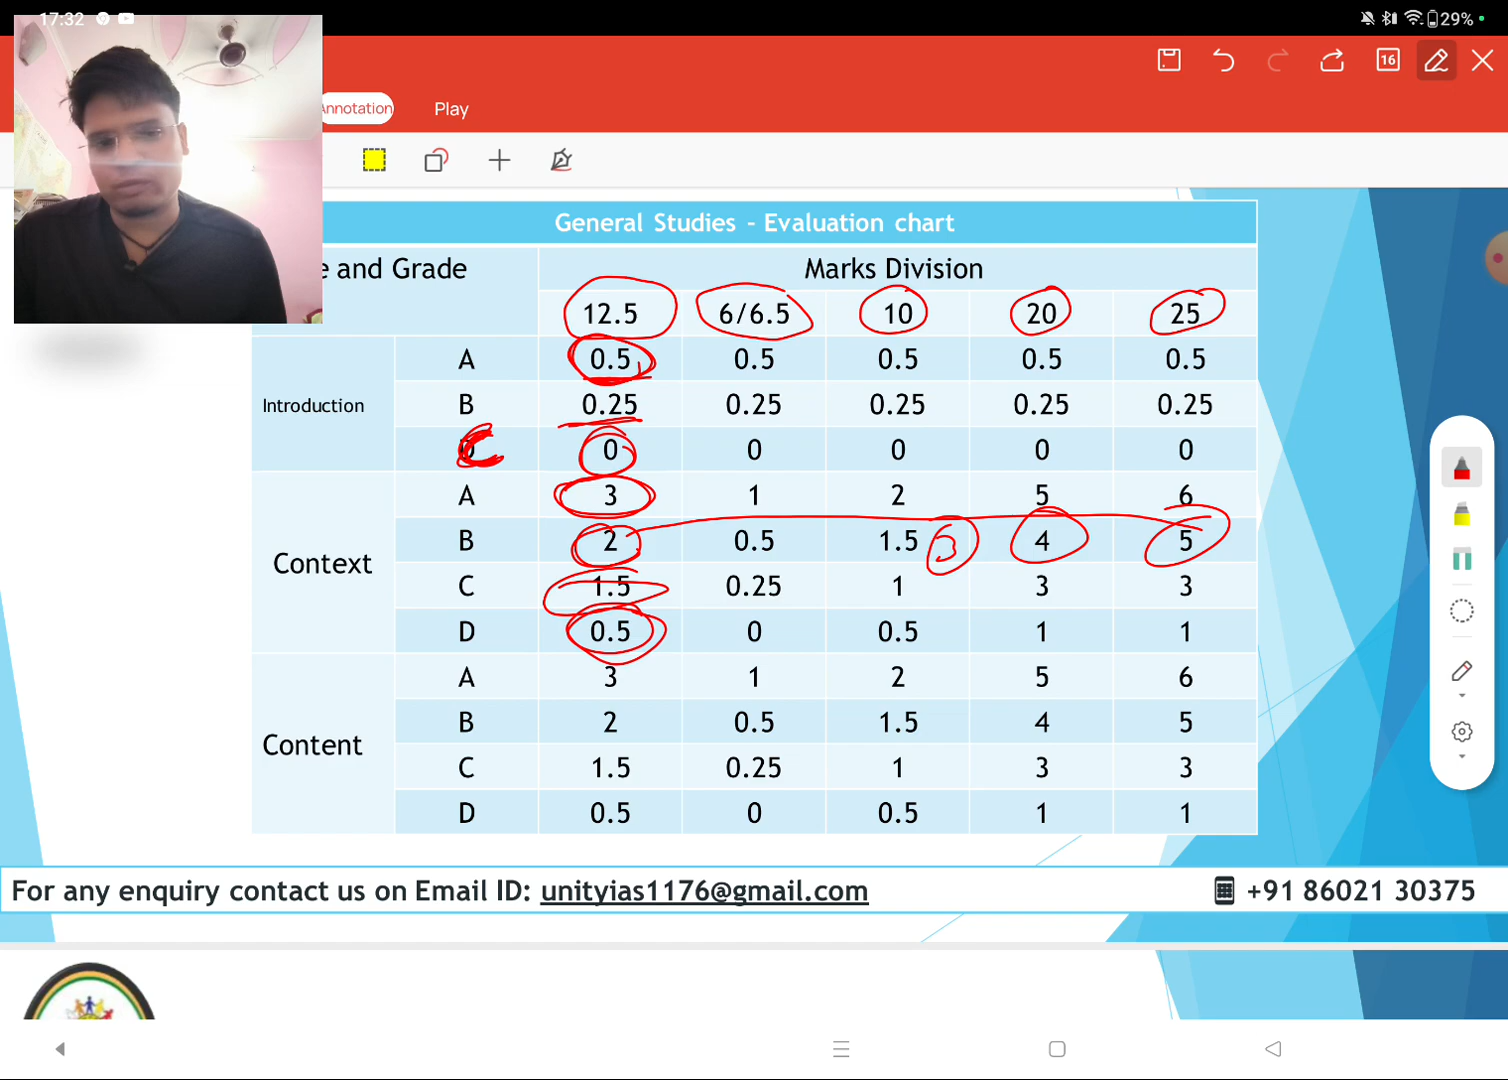 17:32
29%
16
Annotation
Play
General Studies - Evaluation chart
e and Grade Marks Division
12.5 6/6.5 10 20 25
A 0.5 0.5 0.5 0.5 0.5
Introduction B 0.25 0.25 0.25 0.25 0.25
C 0 0 0 0 0
A 3 1 2 5 6
B 2 0.5 1.5 3 4 5
Context
C 1.5 0.25 1 3 3
D 0.5 0 0.5 1 1
A 3 1 2 5 6
B 2 0.5 1.5 4 5
Content
C 1.5 0.25 1 3 3
D 0.5 0 0.5 1 1
For any enquiry contact us on Email ID: unityias1176@gmail.com +91 86021 30375